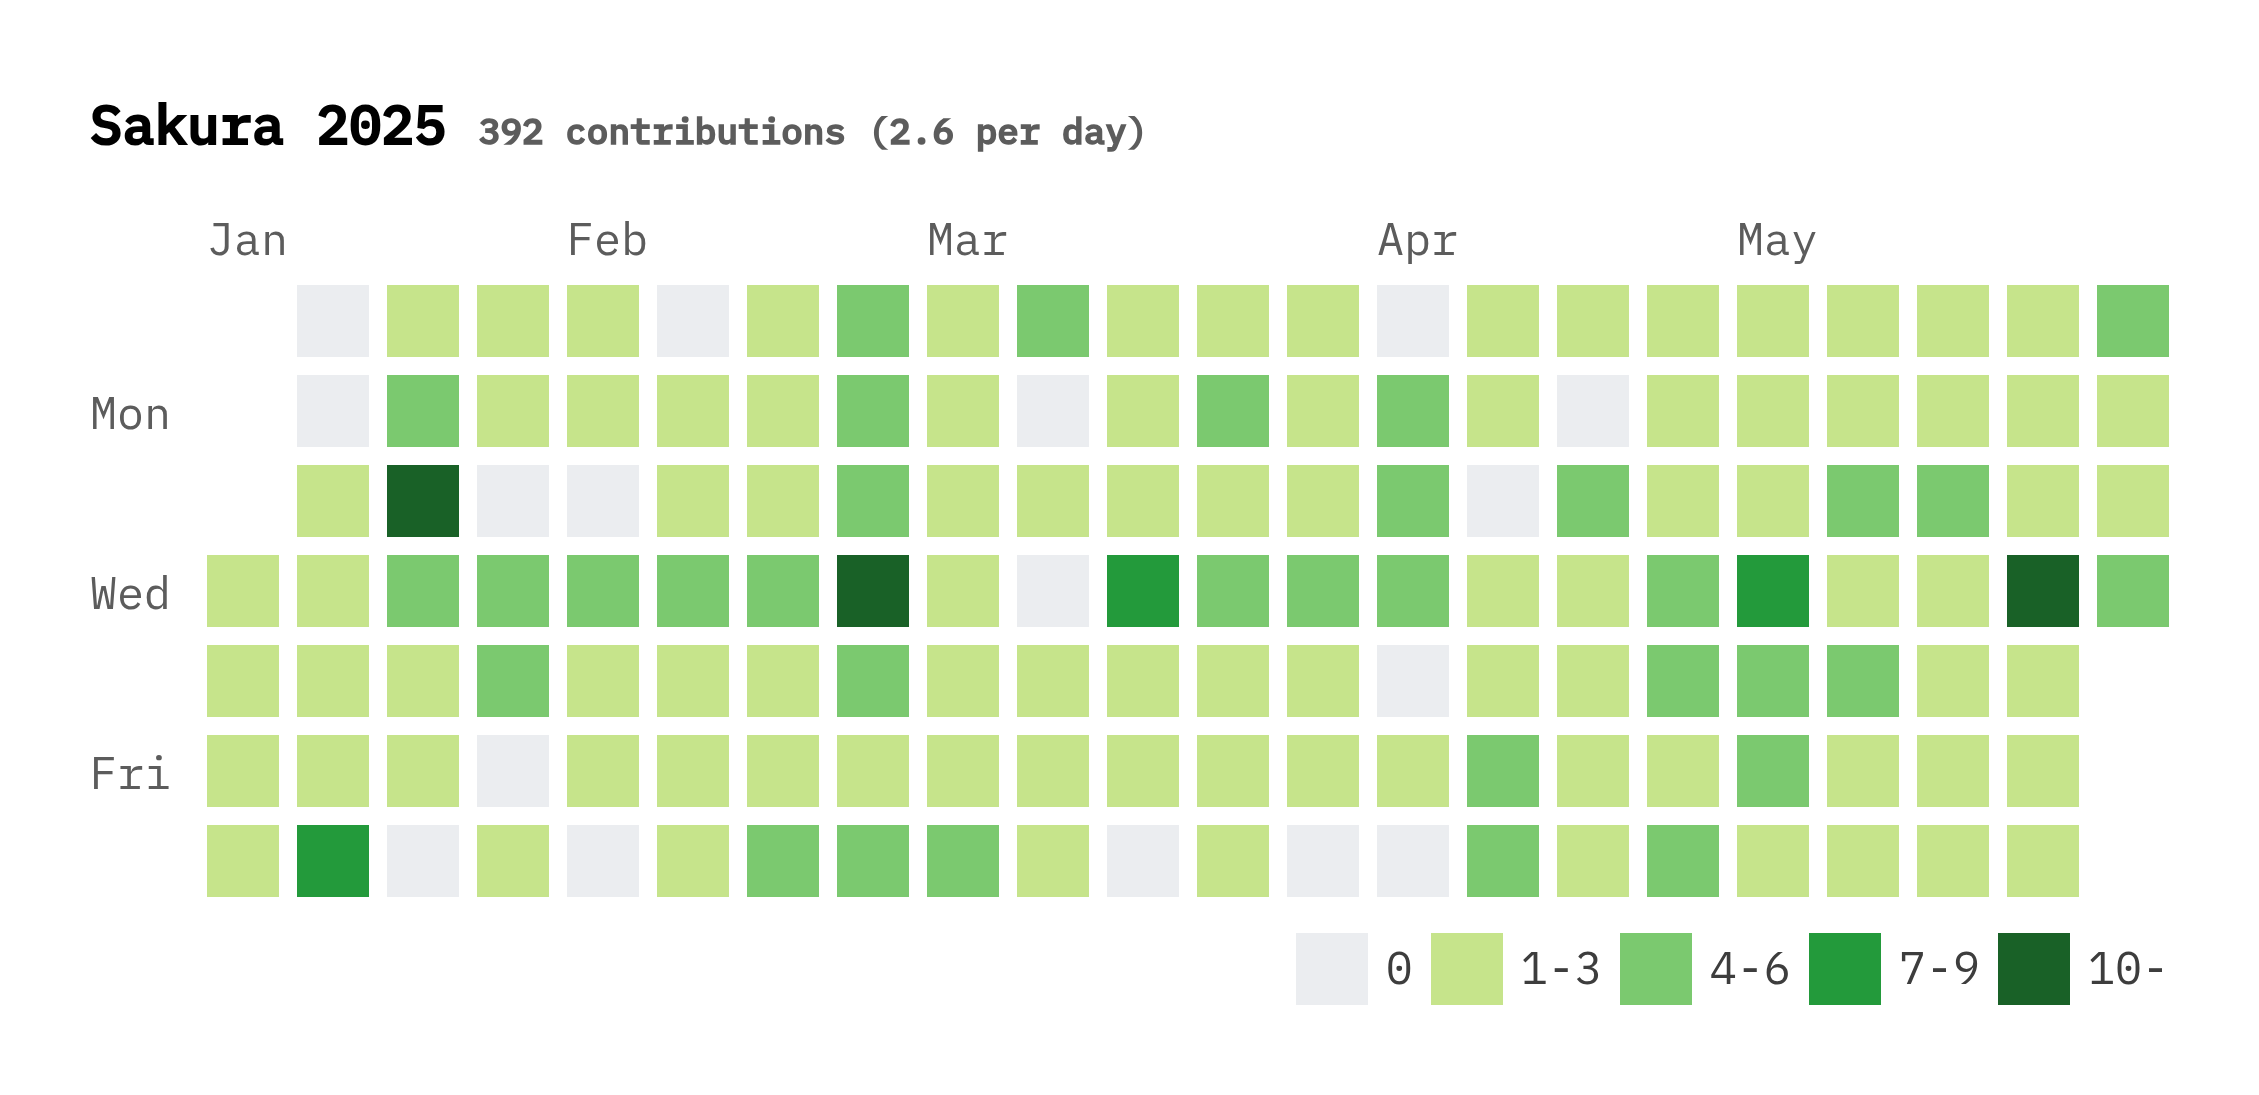 Sakura 2025 392 contributions (2.6 per day)
Jan Feb Mar Apr May
Mon
Wed
Fri
0 1-3 4-6 7-9 10-